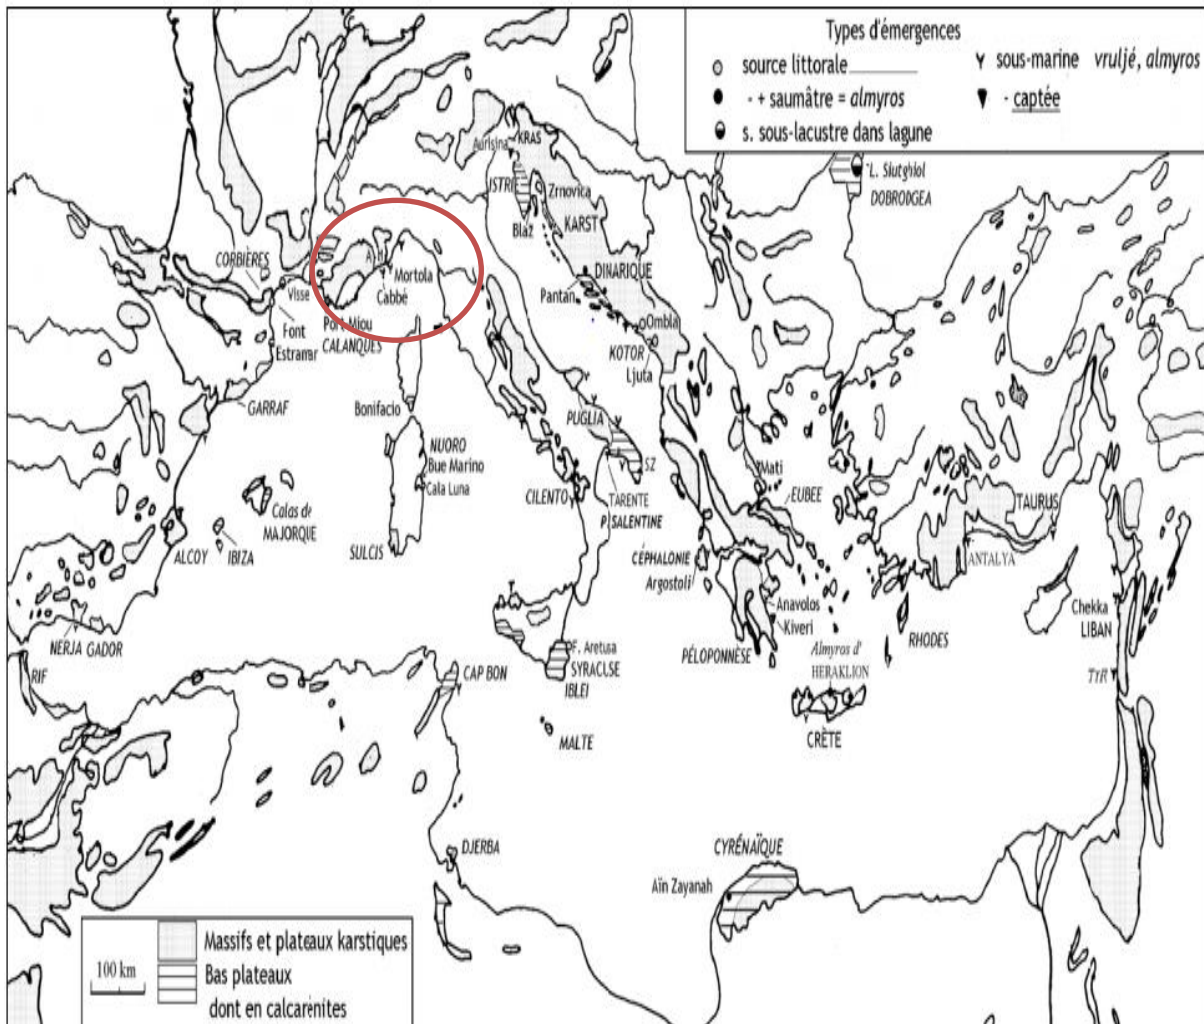 Types d'émergences
source littorale
- + saumâtre = almyros
s. sous-lacustre dans lagune
sous-marine vruljé, almyros
- captée
Aurisina
KRAS
ISTRIE
Zrnovica
L. Siutghiol
DOBRODGEA
Blaz
KARST
CORBIÈRES
Mortola
Cabbé
DINARIQUE
Visse
Pantan
Font
Estramar
Port-Miou
CALANQUES
Ombla
KOTOR
Ljuta
GARRAF
Bonifacio
PUGLIA
NUORO
Bue Marino
Cala Luna
SZ
Mati
EUBEE
CILENTO
TARENTE
P. SALENTINE
TAURUS
Calas de
MAJORQUE
ALCOY
IBIZA
SULCIS
CÉPHALONIE
Argostoli
ANTALYA
Anavolos
Kiveri
Chekka
LIBAN
NERJA GADOR
RIF
F. Aretusa
SYRACUSE
IBLEI
PÉLOPONNÈSE
Almyros d'
HERAKLION
RHODES
TYR
CAP BON
MALTE
CRÈTE
DJERBA
CYRÉNAÏQUE
Aïn Zayanah
Massifs et plateaux karstiques
100 km
Bas plateaux
dont en calcarénites